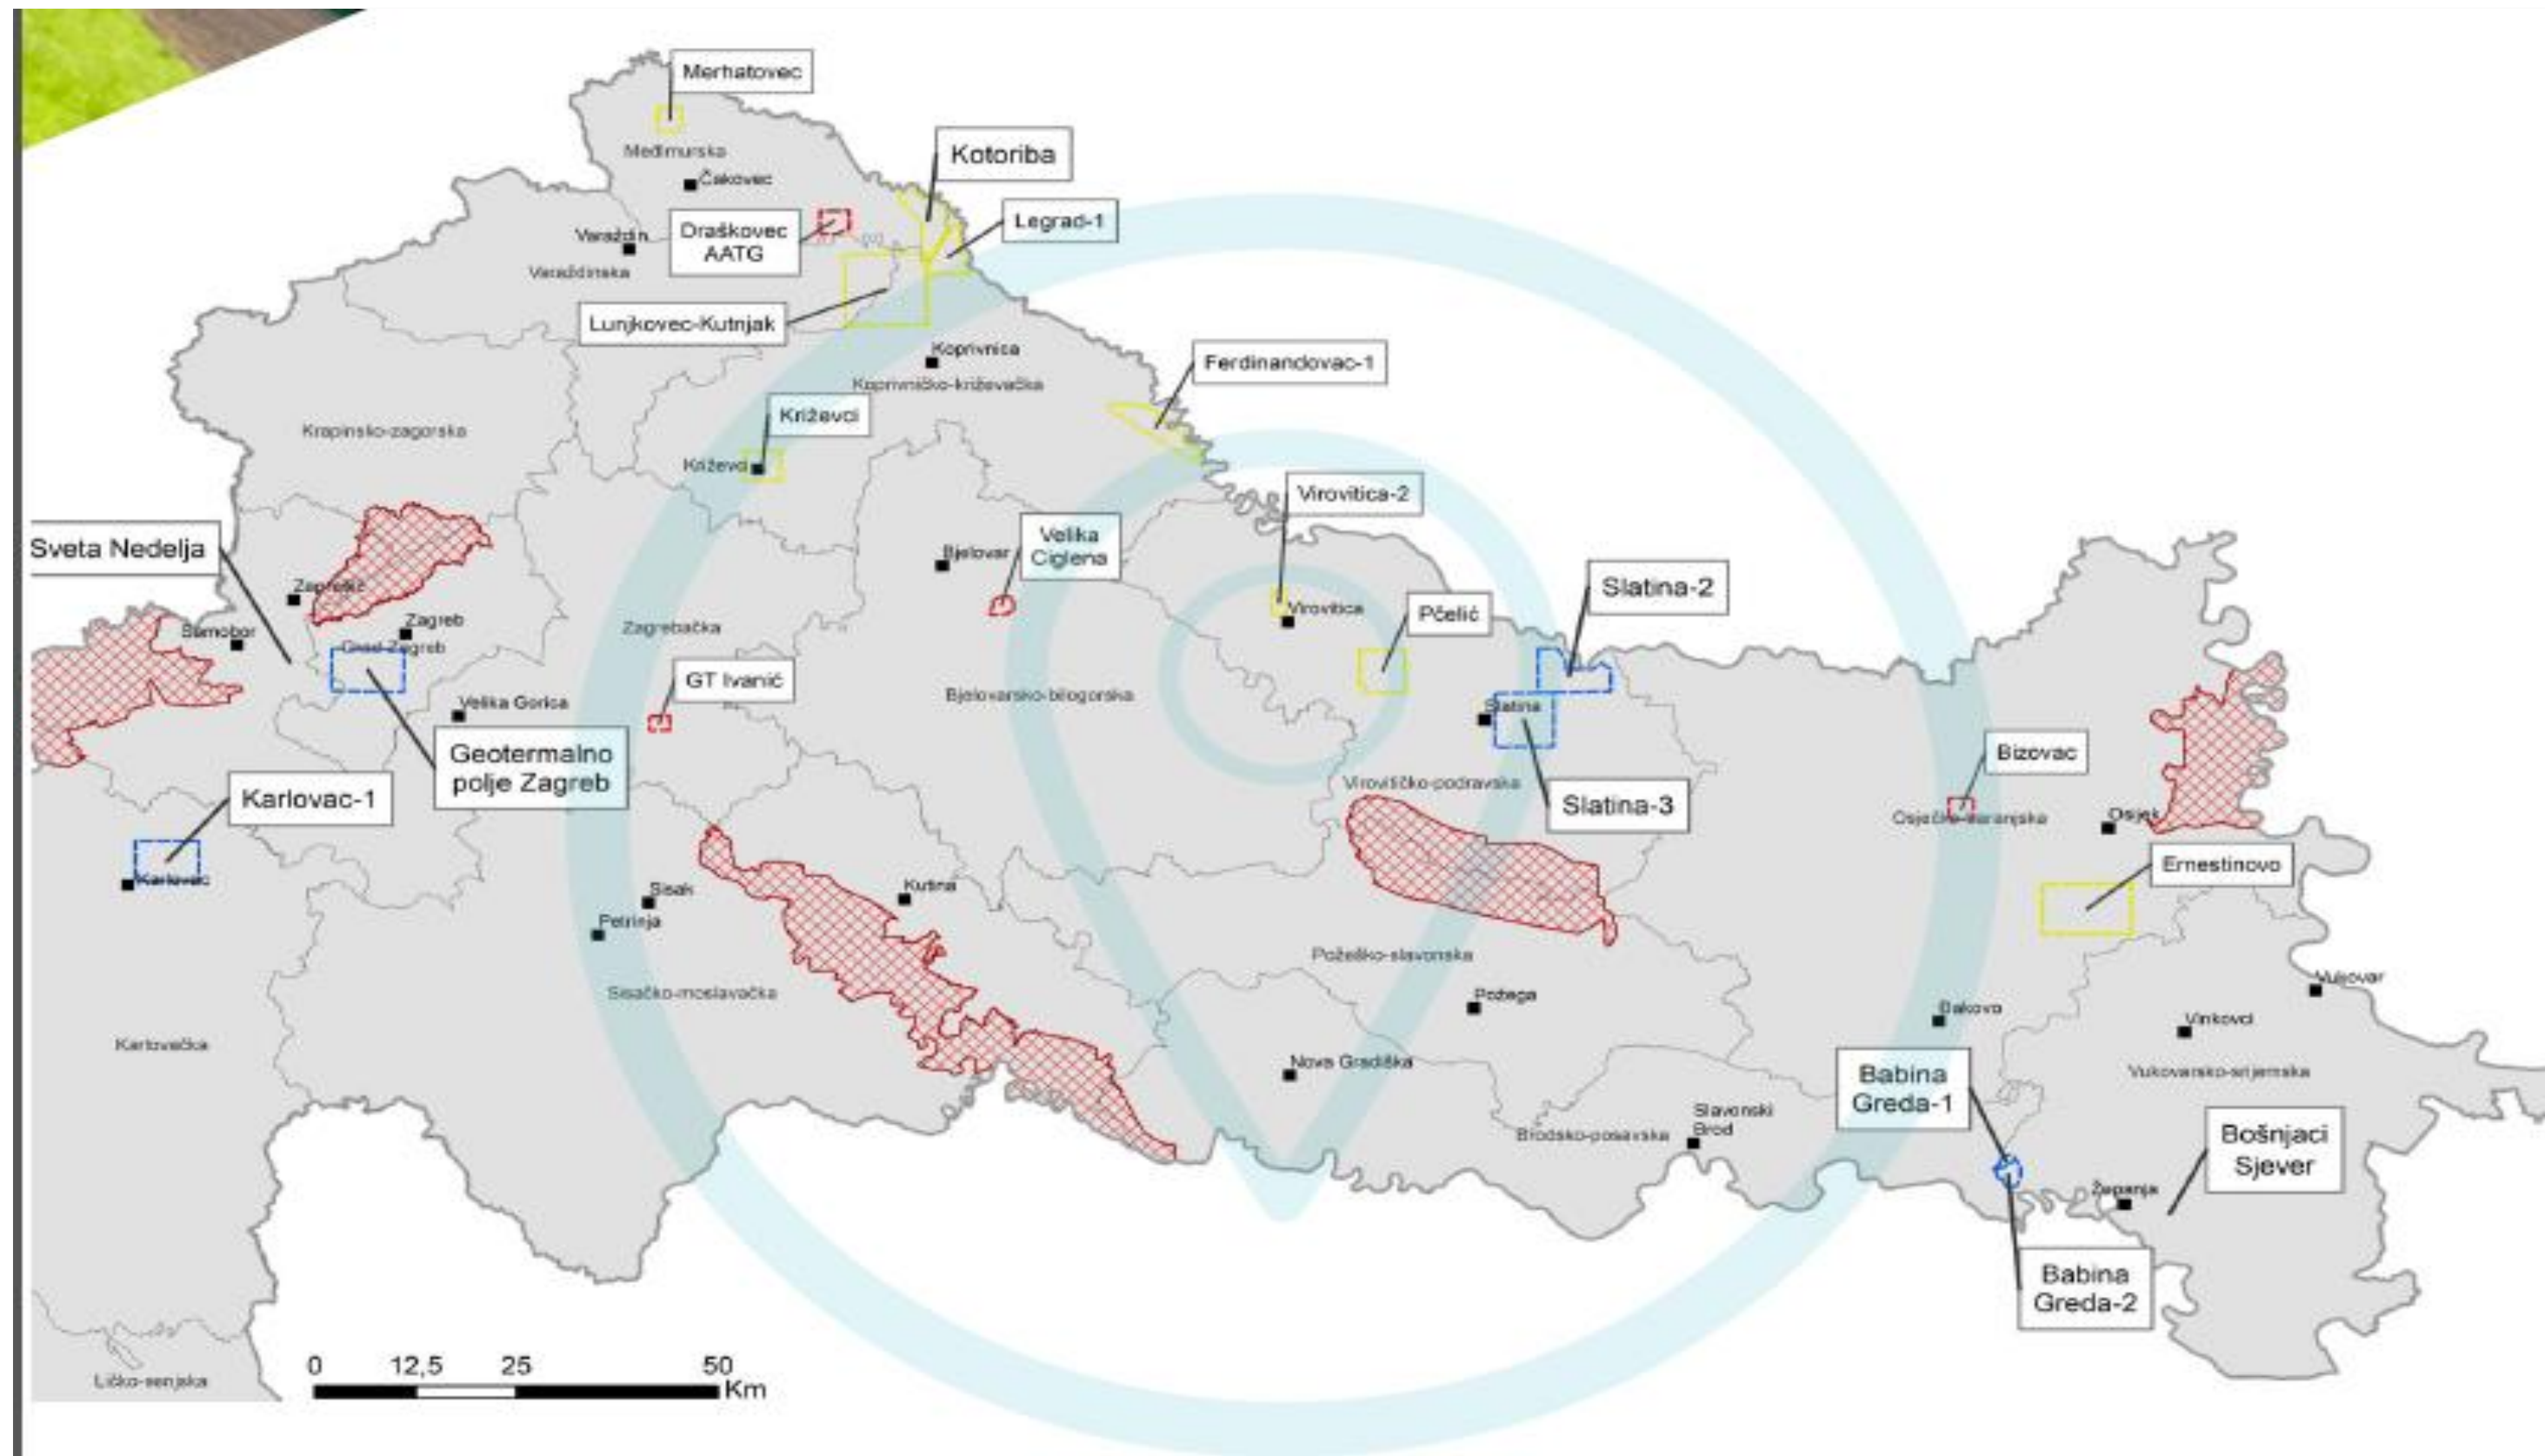 Merhatovec
Kotoriba
Međimurska
Čakovec
Legrad-1
Draškovec
AATG
Varaždin
Varaždinska
Lunjkovec-Kutnjak
Koprivnica
Ferdinandovac-1
Koprivničko-križevačka
Križevci
Krapinsko-zagorska
Križevci
Virovitica-2
Velika
Ciglena
Sveta Nedelja
Bjelovar
Zaprešić
Slatina-2
Virovitica
Pčelić
Zagreb
Samobor
Zagrebačka
Grad Zagreb
GT Ivanić
Bjelovarsko-bilogorska
Velika Gorica
Slatina
Geotermalno
polje Zagreb
Bizovac
Virovitičko-podravska
Karlovac-1
Slatina-3
Osječko-baranjska
Osijek
Ernestinovo
Karlovac
Sisak
Kutina
Petrinja
Požeško-slavonska
Vukovar
Sisačko-moslavačka
Požega
Đakovo
Vinkovci
Karlovačka
Nova Gradiška
Babina
Greda-1
Vukovarsko-srijemska
Slavonski
Brod
Brodsko-posavska
Bošnjaci
Sjever
Županja
Babina
Greda-2
0 12,5 25 50
Km
Ličko-senjska